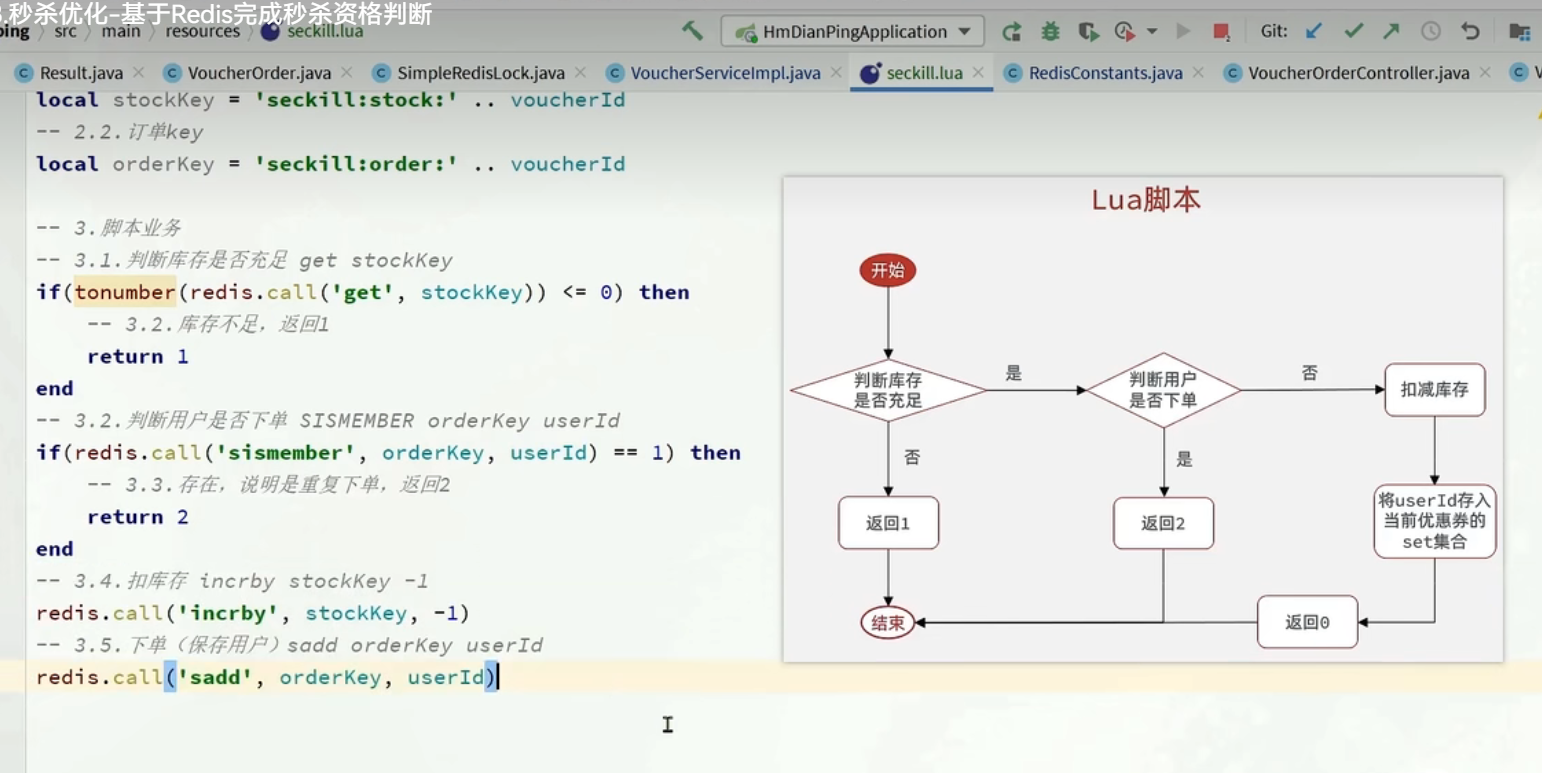 3.秒杀优化-基于Redis完成秒杀资格判断
ping src main resources seckill.lua
HmDianPingApplication
Git:
Result.java VoucherOrder.java SimpleRedisLock.java VoucherServiceImpl.java seckill.lua RedisConstants.java VoucherOrderController.java
local stockKey = 'seckill:stock:' .. voucherId
-- 2.2.订单key
local orderKey = 'seckill:order:' .. voucherId
-- 3.脚本业务
-- 3.1.判断库存是否充足 get stockKey
if(tonumber(redis.call('get', stockKey)) <= 0) then
-- 3.2.库存不足，返回1
return 1
end
-- 3.2.判断用户是否下单 SISMEMBER orderKey userId
if(redis.call('sismember', orderKey, userId) == 1) then
-- 3.3.存在，说明是重复下单，返回2
return 2
end
-- 3.4.扣库存 incrby stockKey -1
redis.call('incrby', stockKey, -1)
-- 3.5.下单（保存用户）sadd orderKey userId
redis.call('sadd', orderKey, userId)
Lua脚本
开始
判断库存
是否充足
是
判断用户
是否下单
否
扣减库存
否
是
返回1
返回2
将userId存入
当前优惠券的
set集合
结束
返回0